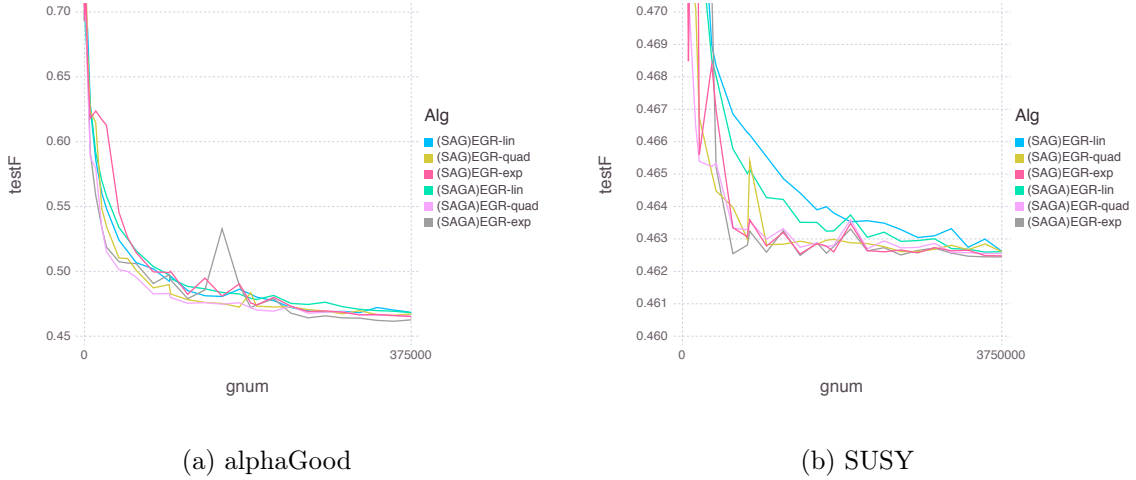 0.70
0.65
0.60
0.55
0.50
0.45
testF
0
375000
gnum
Alg
(SAG)EGR-lin
(SAG)EGR-quad
(SAG)EGR-exp
(SAGA)EGR-lin
(SAGA)EGR-quad
(SAGA)EGR-exp
(a) alphaGood
0.470
0.469
0.468
0.467
0.466
0.465
0.464
0.463
0.462
0.461
0.460
testF
0
3750000
gnum
Alg
(SAG)EGR-lin
(SAG)EGR-quad
(SAG)EGR-exp
(SAGA)EGR-lin
(SAGA)EGR-quad
(SAGA)EGR-exp
(b) SUSY